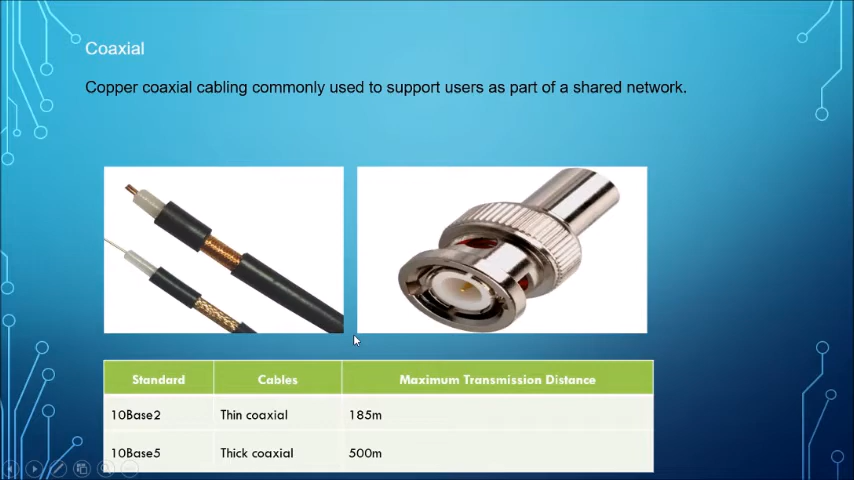 Coaxial
Copper coaxial cabling commonly used to support users as part of a shared network.
Standard Cables Maximum Transmission Distance
10Base2 Thin coaxial 185m
10Base5 Thick coaxial 500m